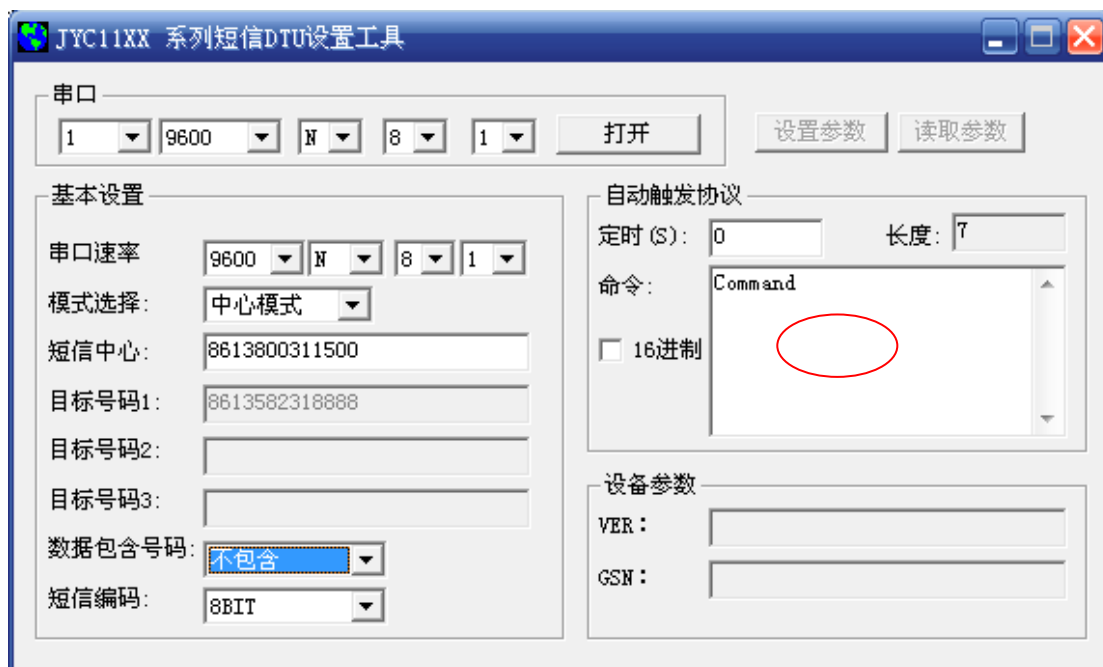 JYC11XX 系列短信DTU设置工具
串口
1 9600 N 8 1 打开 设置参数 读取参数
基本设置
串口速率 9600 N 8 1
模式选择: 中心模式
短信中心: 8613800311500
目标号码1: 8613582318888
目标号码2:
目标号码3:
数据包含号码: 不包含
短信编码: 8BIT
自动触发协议
定时(S): 0 长度: 7
命令: Command
16进制
设备参数
VER:
GSN: